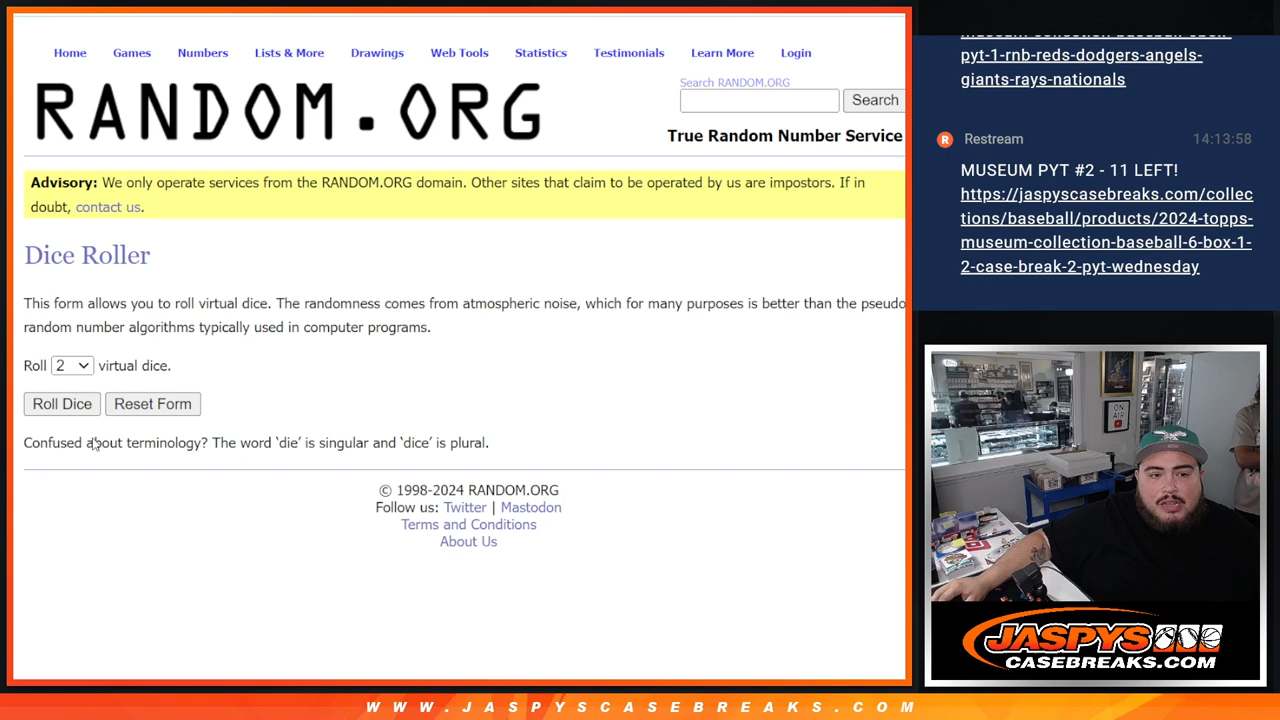 Home Games Numbers Lists & More Drawings Web Tools Statistics Testimonials Learn More Login
RANDOM.ORG
Search RANDOM.ORG
Search
True Random Number Service
Advisory: We only operate services from the RANDOM.ORG domain. Other sites that claim to be operated by us are impostors. If in
doubt, contact us.
Dice Roller
This form allows you to roll virtual dice. The randomness comes from atmospheric noise, which for many purposes is better than the pseudo
random number algorithms typically used in computer programs.
Roll 2 virtual dice.
Roll Dice Reset Form
Confused about terminology? The word ‘die’ is singular and ‘dice’ is plural.
© 1998-2024 RANDOM.ORG
Follow us: Twitter | Mastodon
Terms and Conditions
About Us
pyt-1-rnb-reds-dodgers-angels-
giants-rays-nationals
R Restream 14:13:58
MUSEUM PYT #2 - 11 LEFT!
https://jaspyscasebreaks.com/collec
tions/baseball/products/2024-topps-
museum-collection-baseball-6-box-1-
2-case-break-2-pyt-wednesday
ON
AIR
JASPYS
CASEBREAKS.COM
WWW.JASPYSCASEBREAKS.COM